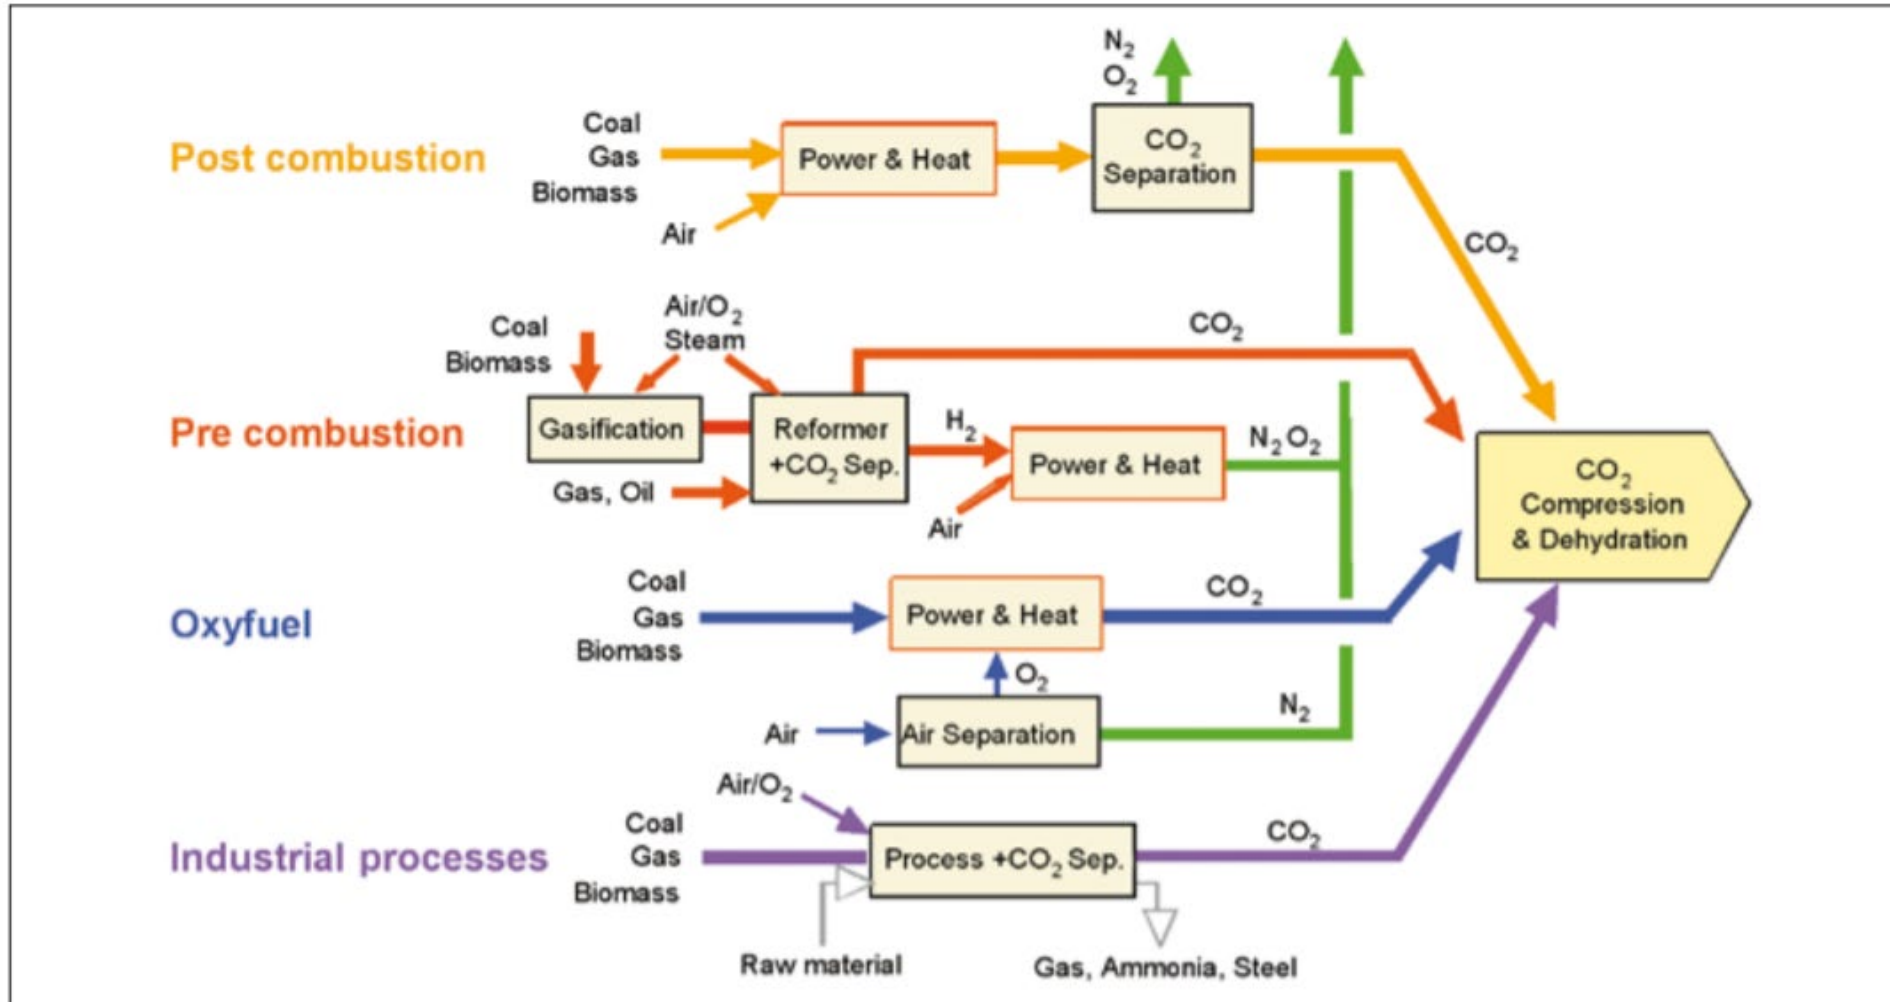 N₂
O₂
Post combustion
Coal
Gas
Biomass
Air
Power & Heat
CO₂
Separation
CO₂
Pre combustion
Coal
Biomass
Air/O₂
Steam
Gasification
Gas, Oil
Reformer
+CO₂ Sep.
CO₂
H₂
Air
Power & Heat
N₂O₂
CO₂
Compression
& Dehydration
Oxyfuel
Coal
Gas
Biomass
Power & Heat
CO₂
O₂
Air
Air Separation
N₂
Industrial processes
Air/O₂
Coal
Gas
Biomass
Process +CO₂ Sep.
CO₂
Raw material
Gas, Ammonia, Steel